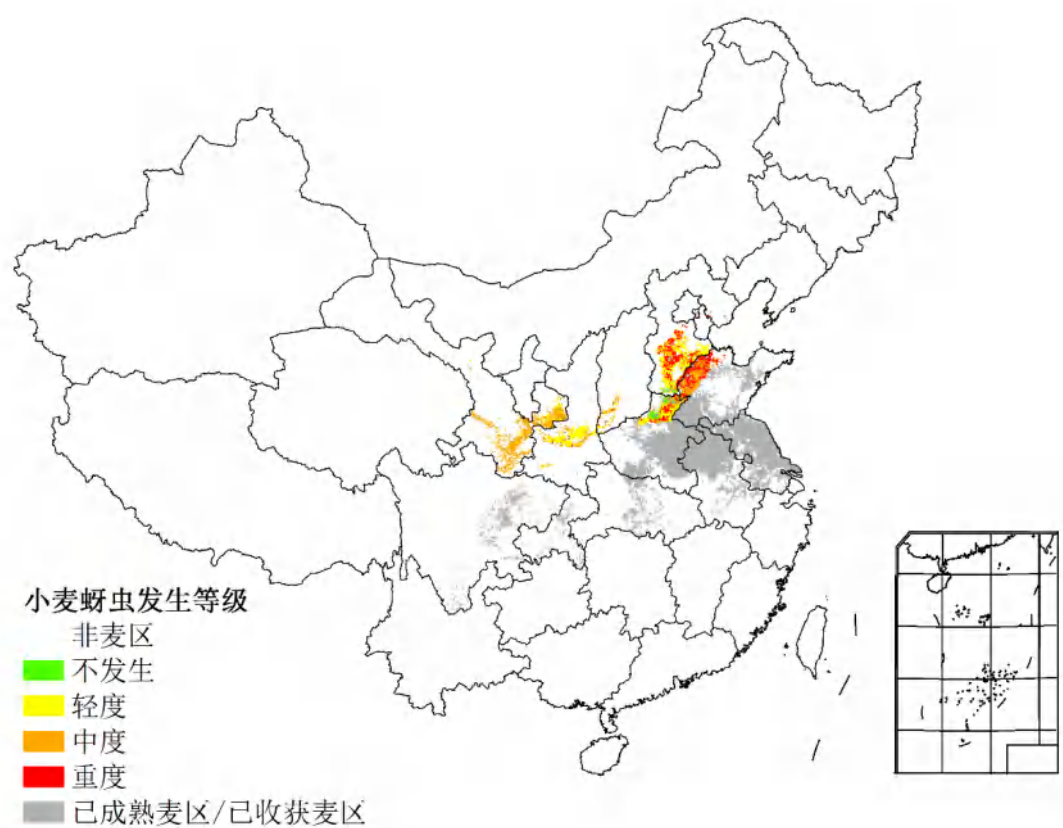 小麦蚜虫发生等级
非麦区
不发生
轻度
中度
重度
已成熟麦区/已收获麦区